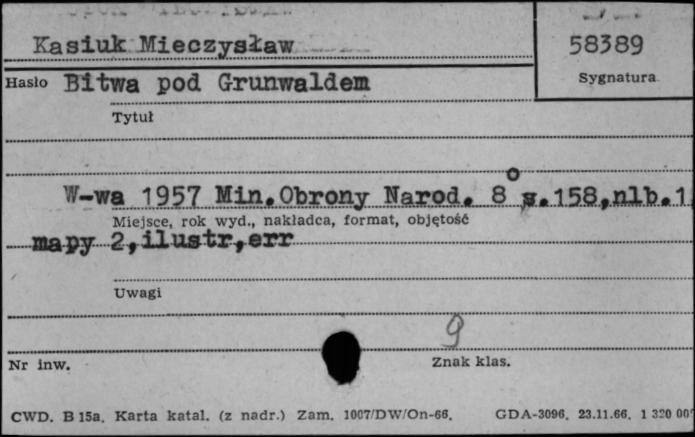 Kasiuk Mieczysław
58389
Hasło Bitwa pod Grunwaldem
Sygnatura
Tytuł
W-wa 1957 Min.Obrony Narod. 8° s.158,nlb.1
Miejsce, rok wyd., nakładca, format, objętość
mapy 2,ilustr,err
Uwagi
9
Nr inw.
Znak klas.
CWD. B 15a. Karta katal. (z nadr.) Zam. 1007/DW/On-66. GDA-3096. 23.11.66. 1 320 00